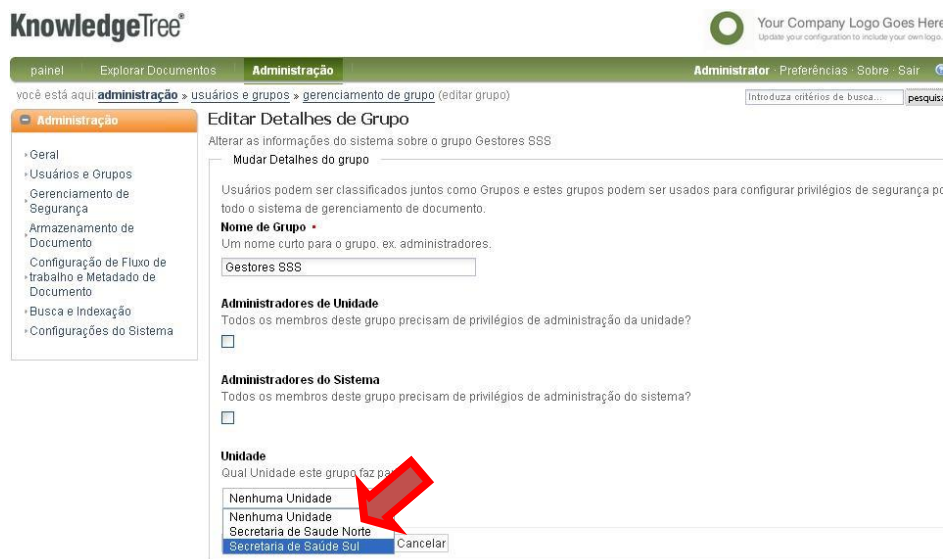 KnowledgeTree®
Your Company Logo Goes Here
Update your configuration to include your own logo.
painel Explorar Documentos Administração Administrator · Preferências · Sobre · Sair
você está aqui: administração » usuários e grupos » gerenciamento de grupo (editar grupo)
Introduza critérios de busca...
Administração
Geral
Usuários e Grupos
Gerenciamento de
Segurança
Armazenamento de
Documento
Configuração de Fluxo de
trabalho e Metadado de
Documento
Busca e Indexação
Configurações do Sistema
Editar Detalhes de Grupo
Alterar as informações do sistema sobre o grupo Gestores SSS
Mudar Detalhes do grupo
Usuários podem ser classificados juntos como Grupos e estes grupos podem ser usados para configurar privilégios de segurança
todo o sistema de gerenciamento de documento.
Nome de Grupo •
Um nome curto para o grupo. ex. administradores.
Gestores SSS
Administradores de Unidade
Todos os membros deste grupo precisam de privilégios de administração da unidade?
Administradores do Sistema
Todos os membros deste grupo precisam de privilégios de administração do sistema?
Unidade
Qual Unidade este grupo faz
Nenhuma Unidade
Nenhuma Unidade
Secretaria de Saude Norte
Secretaria de Saúde Sul
Cancelar